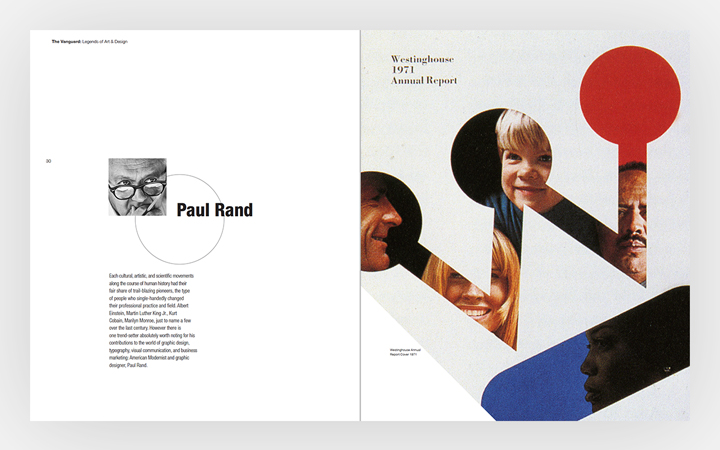 The Vanguard: Legends of Art & Design
Westinghouse
1971
Annual Report
30
Paul Rand
Each cultural, artistic, and scientific movements
along the course of human history had their
fair share of trail-blazing pioneers, the type
of people who single-handedly changed
their professional practice and field. Albert
Einstein, Martin Luther King Jr., Kurt
Cobain, Marilyn Monroe, just to name a few
over the last century. However there is
one trend-setter absolutely worth noting for his
contributions to the world of graphic design,
typography, visual communication, and business
marketing: American Modernist and graphic
designer, Paul Rand.
Westinghouse Annual
Report Cover 1971